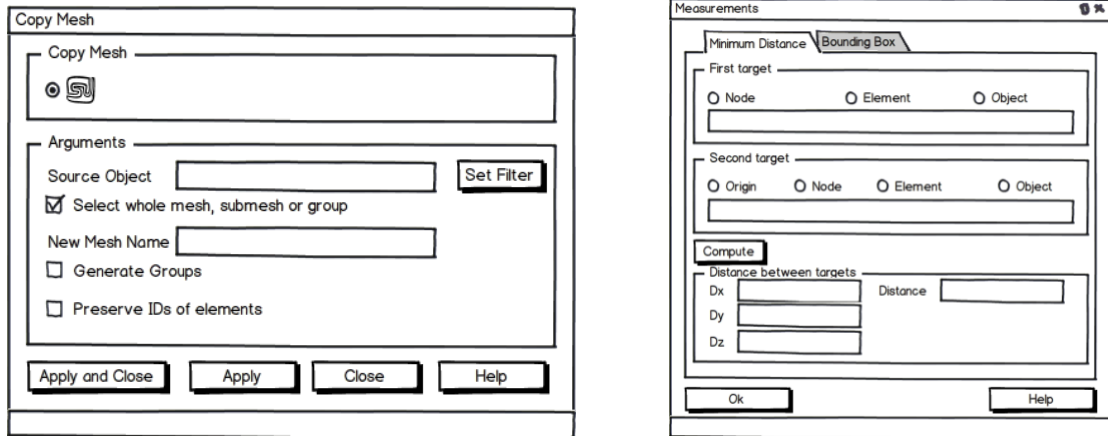 Copy Mesh
Copy Mesh
Arguments
Source Object
Set Filter
Select whole mesh, submesh or group
New Mesh Name
Generate Groups
Preserve IDs of elements
Apply and Close
Apply
Close
Help
Measurements
Minimum Distance
Bounding Box
First target
Node
Element
Object
Second target
Origin
Node
Element
Object
Compute
Distance between targets
Dx
Distance
Dy
Dz
Ok
Help